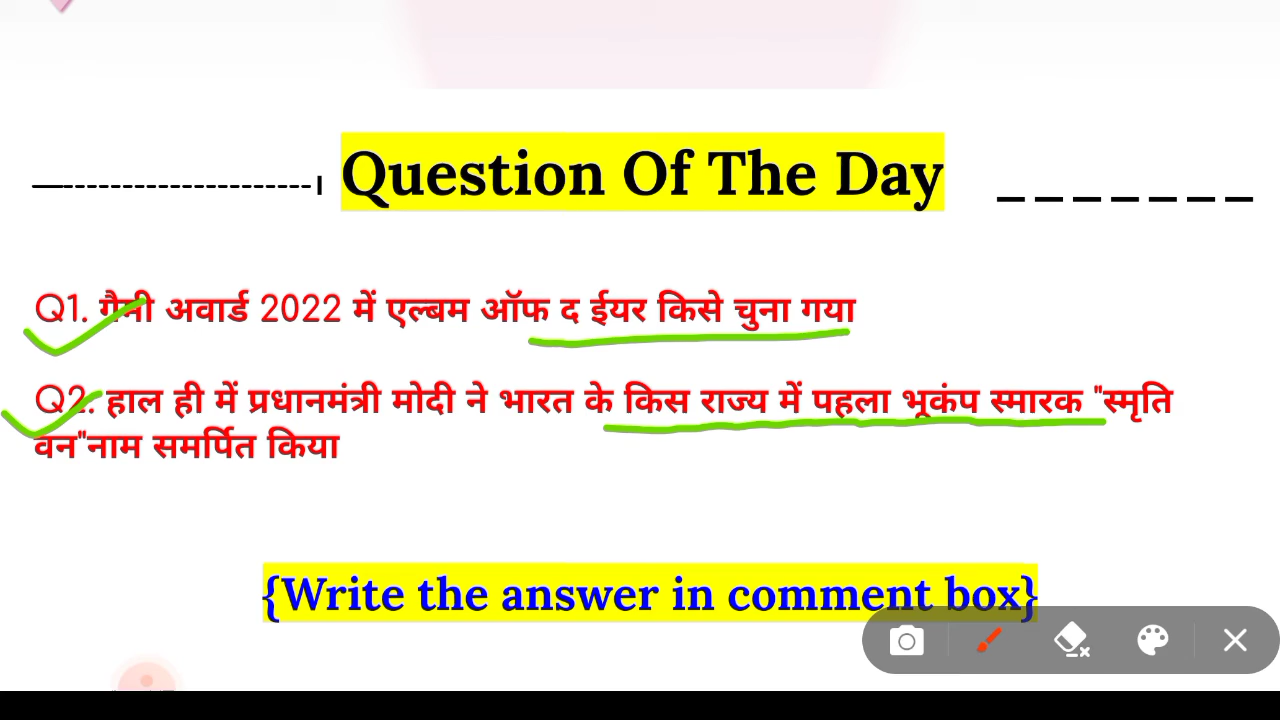 Question Of The Day
Q1. गैमी अवार्ड 2022 में एल्बम ऑफ द ईयर किसे चुना गया
Q2. हाल ही में प्रधानमंत्री मोदी ने भारत के किस राज्य में पहला भूकंप स्मारक "स्मृति
वन"नाम समर्पित किया
{Write the answer in comment box}